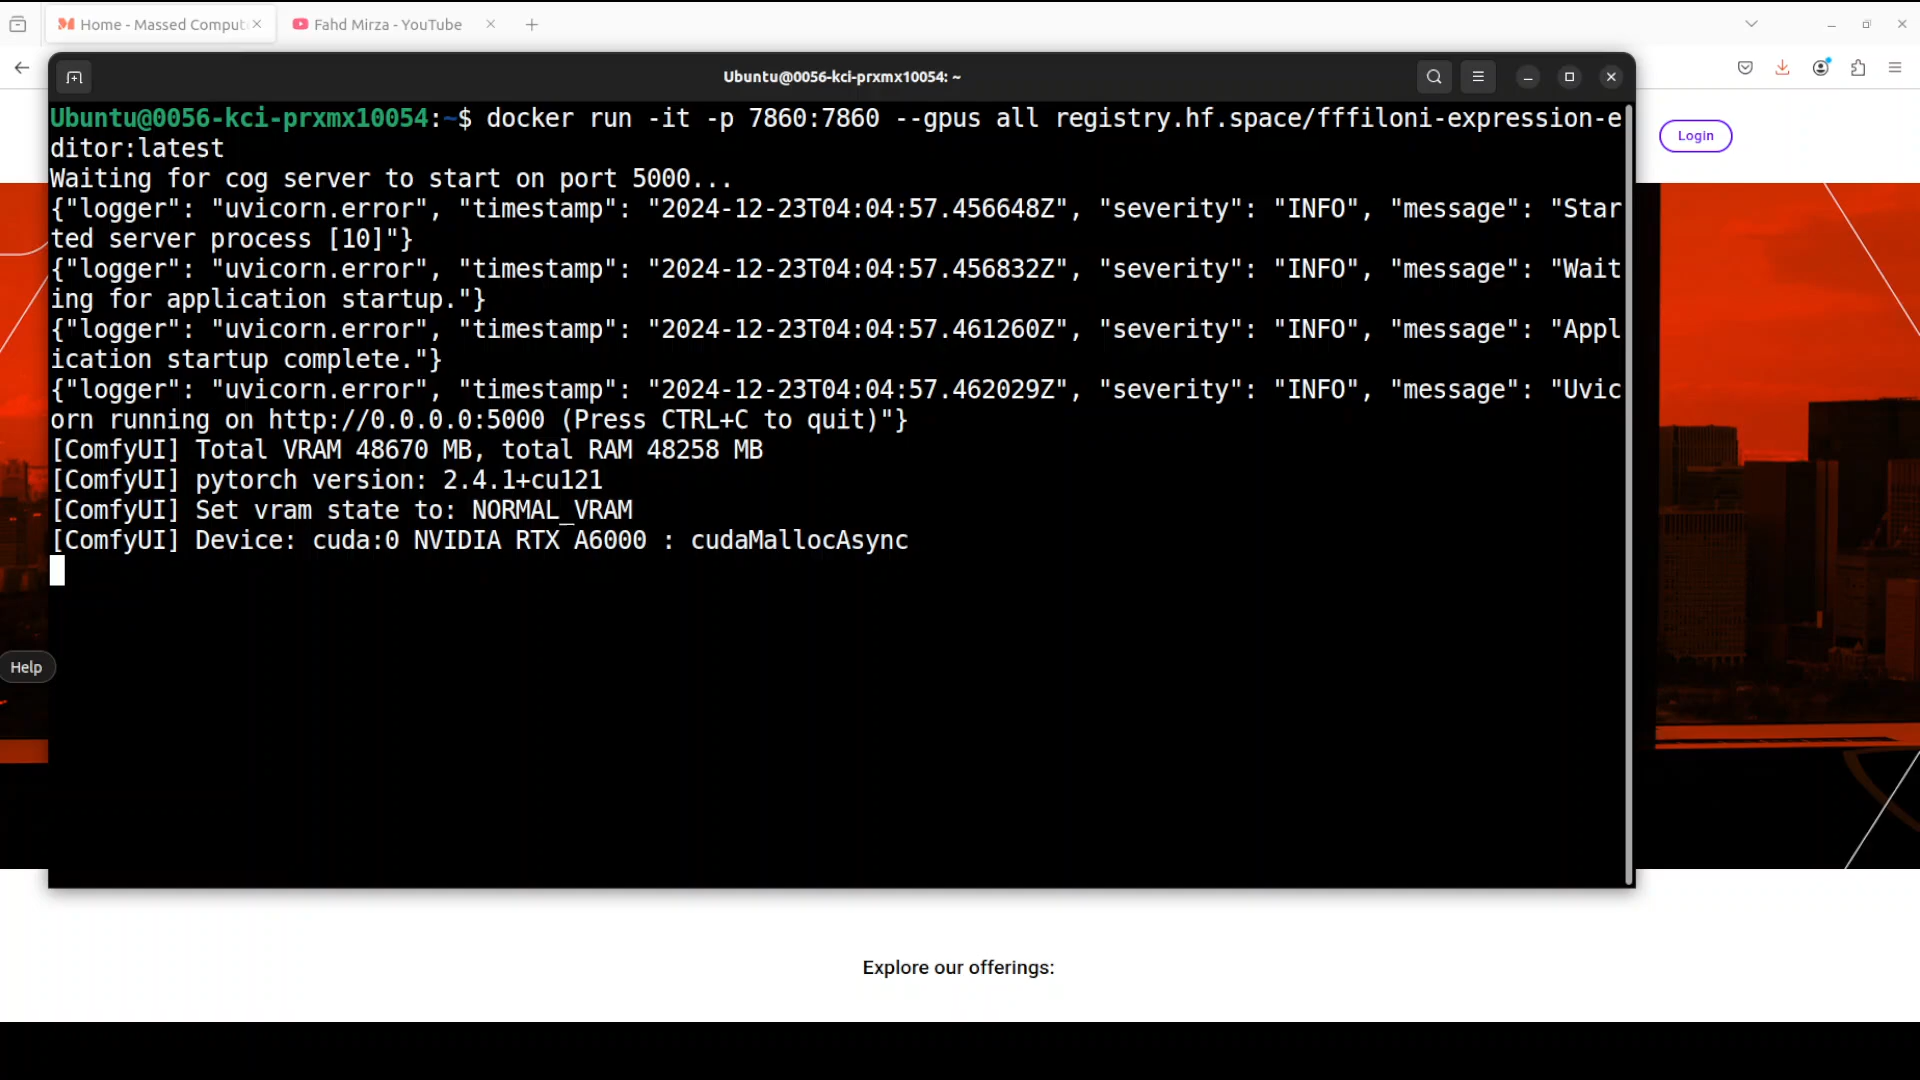 Home - Massed Comput
Fahd Mirza - YouTube
Ubuntu@0056-kci-prxmx10054: ~
Ubuntu@0056-kci-prxmx10054:~$ docker run -it -p 7860:7860 --gpus all registry.hf.space/fffiloni-expression-e
ditor:latest
Waiting for cog server to start on port 5000...
{"logger": "uvicorn.error", "timestamp": "2024-12-23T04:04:57.456648Z", "severity": "INFO", "message": "Star
ted server process [10]"}
{"logger": "uvicorn.error", "timestamp": "2024-12-23T04:04:57.456832Z", "severity": "INFO", "message": "Wait
ing for application startup."}
{"logger": "uvicorn.error", "timestamp": "2024-12-23T04:04:57.461260Z", "severity": "INFO", "message": "Appl
ication startup complete."}
{"logger": "uvicorn.error", "timestamp": "2024-12-23T04:04:57.462029Z", "severity": "INFO", "message": "Uvic
orn running on http://0.0.0.0:5000 (Press CTRL+C to quit)"}
[ComfyUI] Total VRAM 48670 MB, total RAM 48258 MB
[ComfyUI] pytorch version: 2.4.1+cu121
[ComfyUI] Set vram state to: NORMAL_VRAM
[ComfyUI] Device: cuda:0 NVIDIA RTX A6000 : cudaMallocAsync
Login
Help
Explore our offerings: